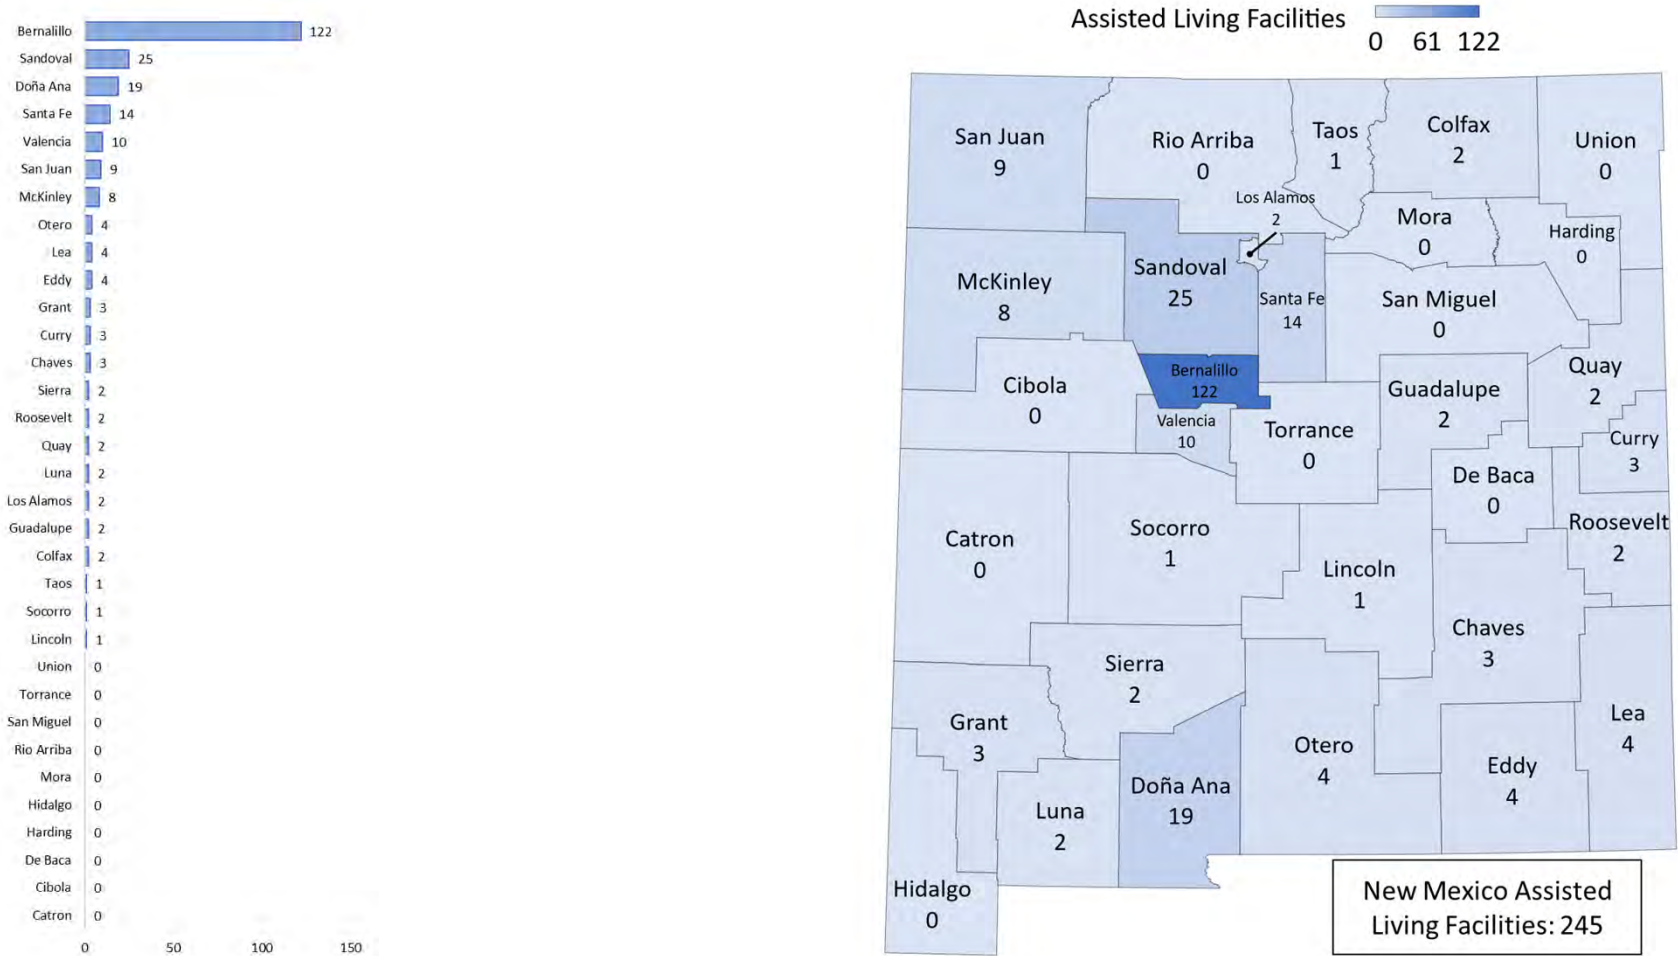 Bernalillo 122
Sandoval 25
Doña Ana 19
Santa Fe 14
Valencia 10
San Juan 9
McKinley 8
Otero 4
Lea 4
Eddy 4
Grant 3
Curry 3
Chaves 3
Sierra 2
Roosevelt 2
Quay 2
Luna 2
Los Alamos 2
Guadalupe 2
Colfax 2
Taos 1
Socorro 1
Lincoln 1
Union 0
Torrance 0
San Miguel 0
Rio Arriba 0
Mora 0
Hidalgo 0
Harding 0
De Baca 0
Cibola 0
Catron 0
0 50 100 150
Assisted Living Facilities
0 61 122
San Juan
9
Rio Arriba
0
Taos
1
Colfax
2
Union
0
Los Alamos
2
Mora
0
Harding
0
McKinley
8
Sandoval
25
Santa Fe
14
San Miguel
0
Cibola
0
Bernalillo
122
Valencia
10
Torrance
0
Guadalupe
2
Quay
2
Curry
3
De Baca
0
Roosevelt
2
Catron
0
Socorro
1
Lincoln
1
Chaves
3
Sierra
2
Grant
3
Otero
4
Lea
4
Eddy
4
Doña Ana
19
Luna
2
Hidalgo
0
New Mexico Assisted
Living Facilities: 245